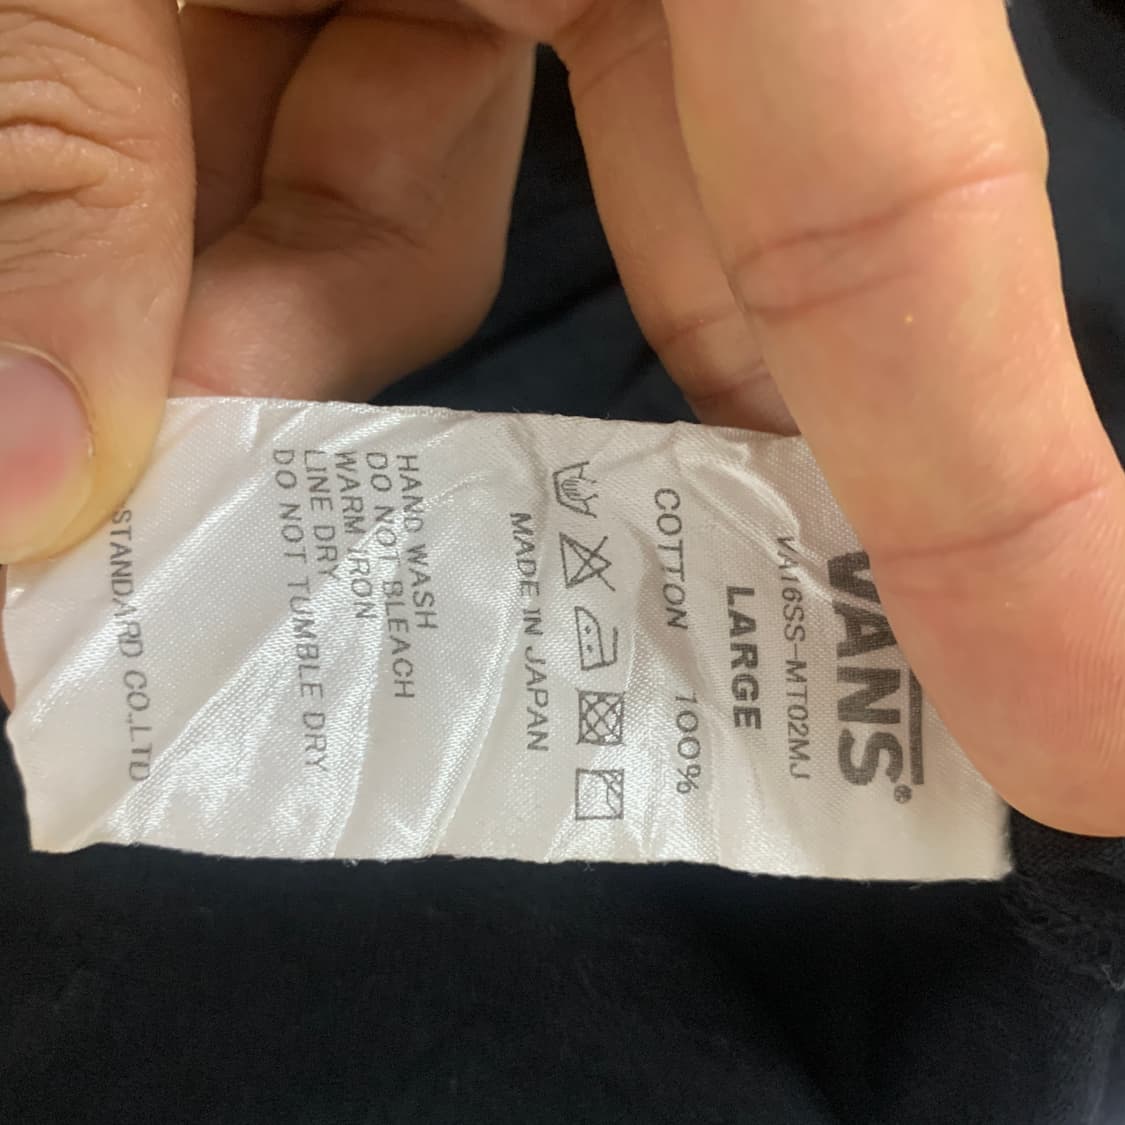 VANS®
VA16SS-MT02MJ
LARGE
COTTON 100%
MADE IN JAPAN
HAND WASH
DO NOT BLEACH
WARM IRON
LINE DRY
DO NOT TUMBLE DRY
STANDARD CO.,LTD